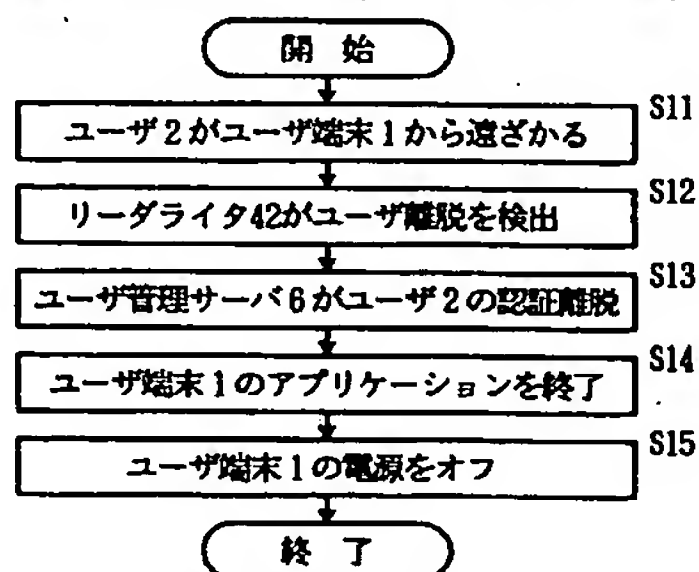 開 始
S11
ユーザ2がユーザ端末1から遠ざかる
S12
リーダライタ42がユーザ離脱を検出
S13
ユーザ管理サーバ6がユーザ2の認証離脱
S14
ユーザ端末1のアプリケーションを終了
S15
ユーザ端末1の電源をオフ
終 了